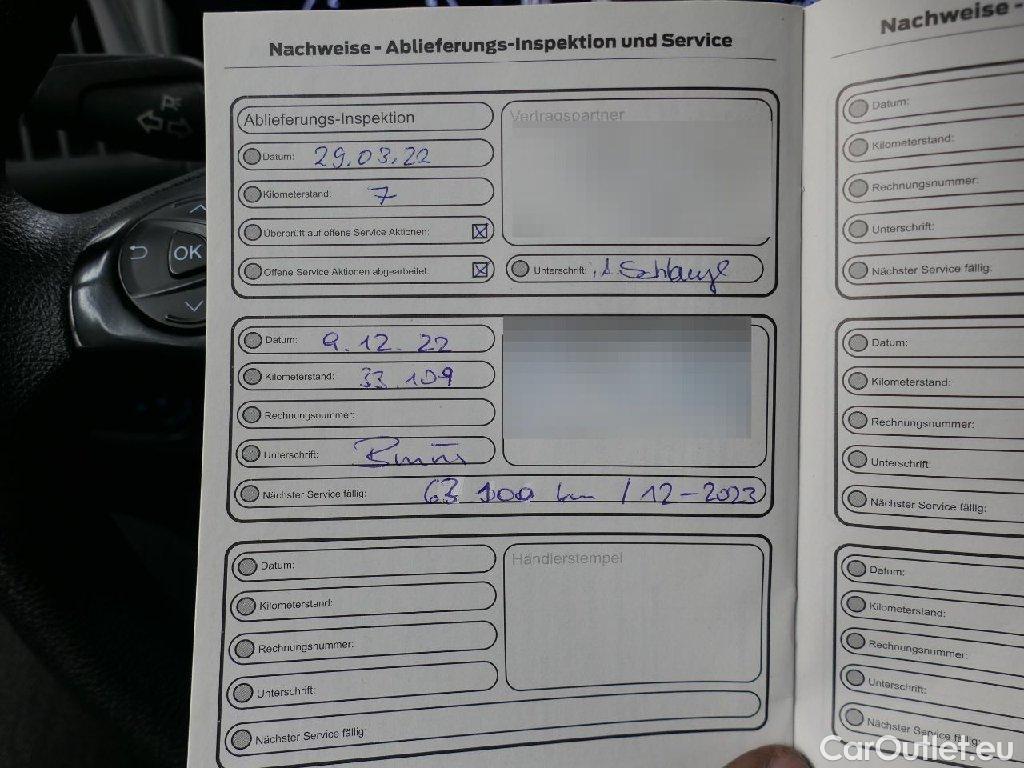 Nachweise - Ablieferungs-Inspektion und Service
Ablieferungs-Inspektion
Vertragspartner
Datum: 29.03.22
Kilometerstand: 7
Überprüft auf offene Service Aktionen:
Offene Service Aktionen abgearbeitet:
Unterschrift:
Datum: 9.12.22
Kilometerstand: 33 109
Rechnungsnummer:
Unterschrift:
Nächster Service fällig: 63 100 km / 12-2023
Händlerstempel
Datum:
Kilometerstand:
Rechnungsnummer:
Unterschrift:
Nächster Service fällig:
Nachweise -
Datum:
Kilometerstand:
Rechnungsnummer:
Unterschrift:
Nächster Service fällig:
Datum:
Kilometerstand:
Rechnungsnummer:
Unterschrift:
Nächster Service fällig:
Datum:
Kilometerstand:
Rechnungsnummer:
Unterschrift:
Nächster Service fällig:
OK
CarOutlet.eu